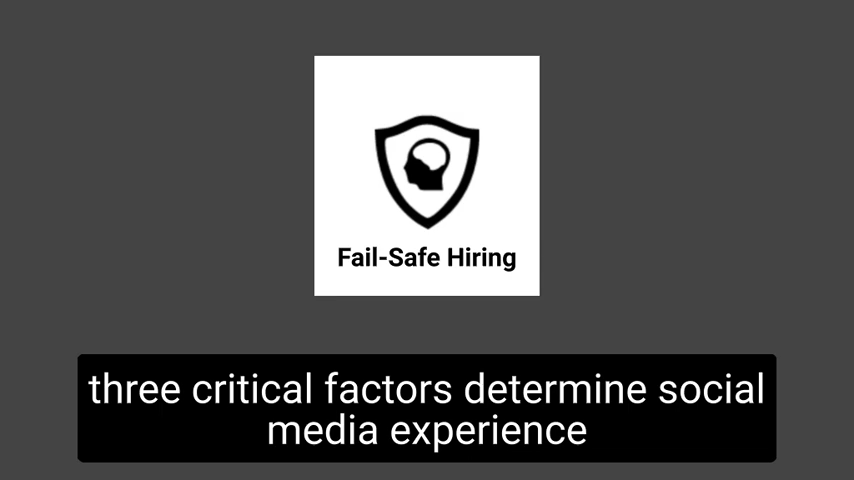 Fail-Safe Hiring
three critical factors determine social
media experience